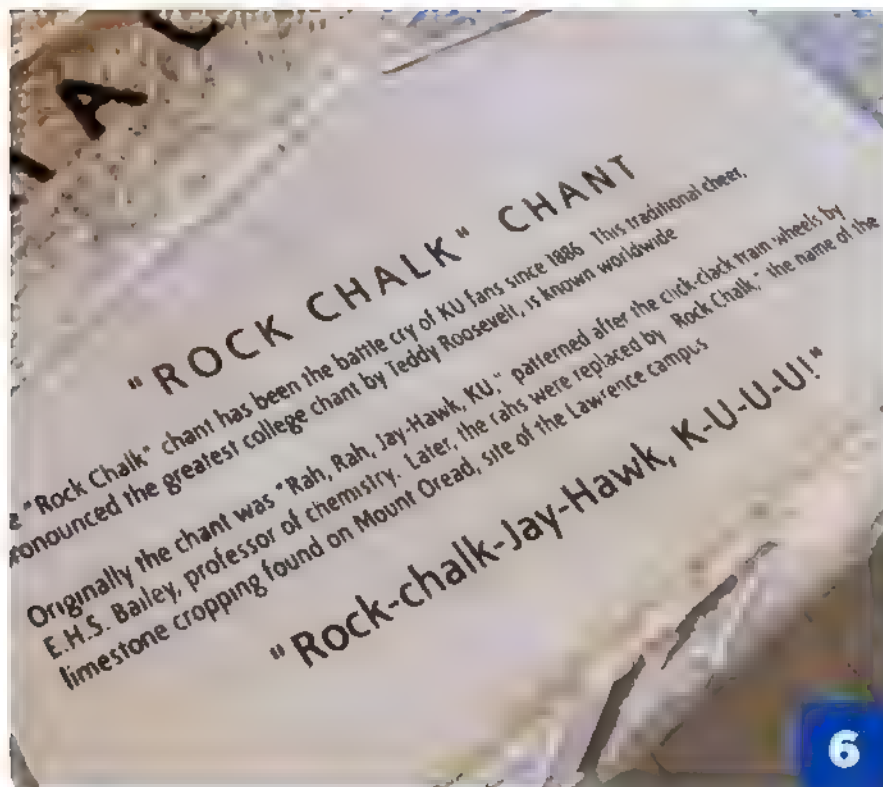 A
"ROCK CHALK" CHANT
e "Rock Chalk" chant has been the battle cry of KU fans since 1886 This traditional cheer,
ronounced the greatest college chant by Teddy Roosevelt, is known worldwide
Originally the chant was "Rah, Rah, Jay-Hawk, KU," patterned after the click-clack train wheels by
E.H.S. Bailey, professor of chemistry. Later, the rahs were replaced by Rock Chalk," the name of the
limestone cropping found on Mount Oread, site of the Lawrence campus
"Rock-chalk-Jay-Hawk, K-U-U-U!"
6